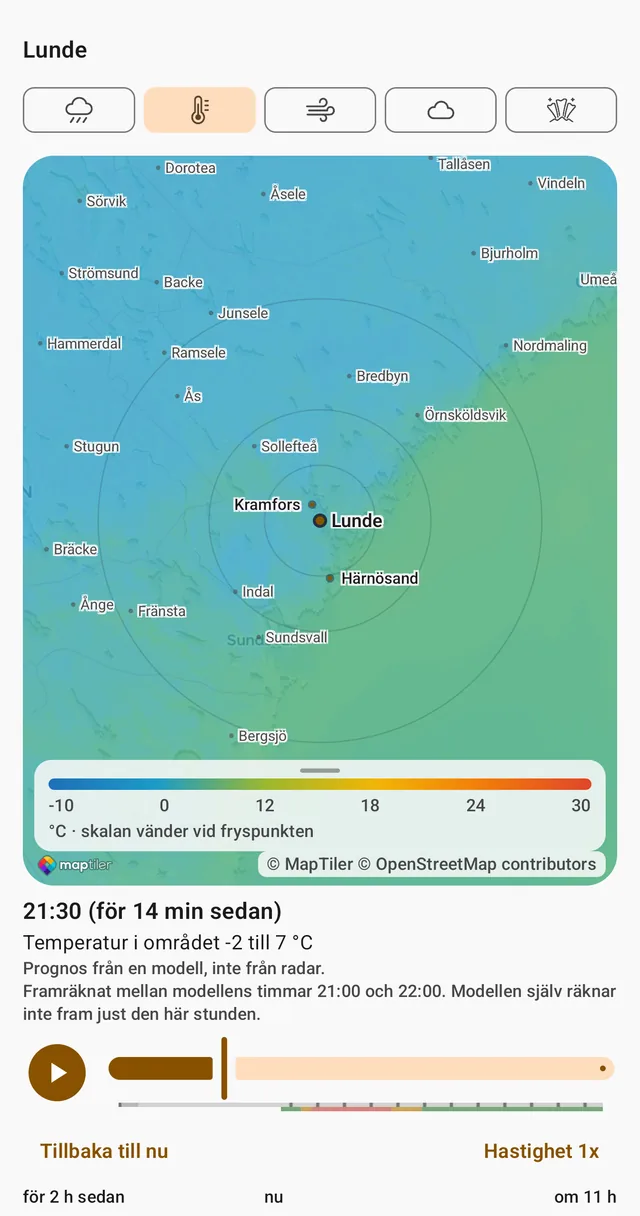 Lunde
Dorotea
Tallåsen
Vindeln
Åsele
Sörvik
Bjurholm
Strömsund
Backe
Umeå
Junsele
Hammerdal
Ramsele
Nordmaling
Bredbyn
Ås
Örnsköldsvik
Stugun
Sollefteå
N
Kramfors
Lunde
Bräcke
Härnösand
Indal
Ånge
Fränsta
Sundsvall
Bergsjö
-10 0 12 18 24 30
°C · skalan vänder vid fryspunkten
maptiler
© MapTiler © OpenStreetMap contributors
21:30 (för 14 min sedan)
Temperatur i området -2 till 7 °C
Prognos från en modell, inte från radar.
Framräknat mellan modellens timmar 21:00 och 22:00. Modellen själv räknar
inte fram just den här stunden.
Tillbaka till nu
Hastighet 1x
för 2 h sedan
nu
om 11 h